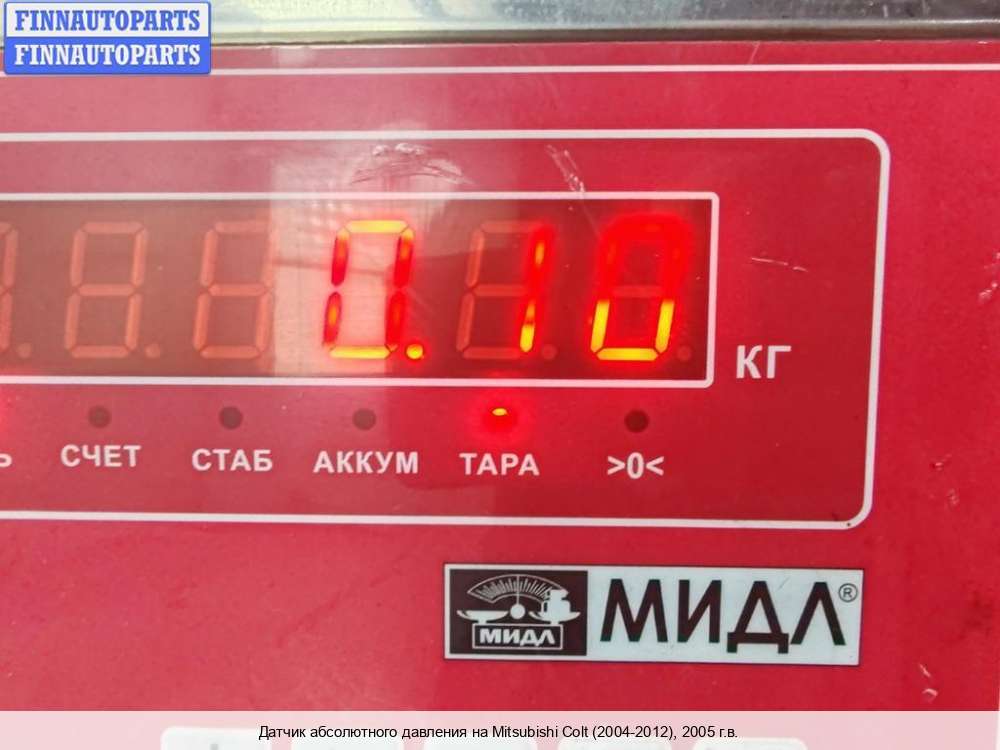 FINNAUTOPARTS
FINNAUTOPARTS
0.10
КГ
СЧЕТ СТАБ АККУМ ТАРА >0<
МИДЛ МИДЛ®
Датчик абсолютного давления на Mitsubishi Colt (2004-2012), 2005 г.в.